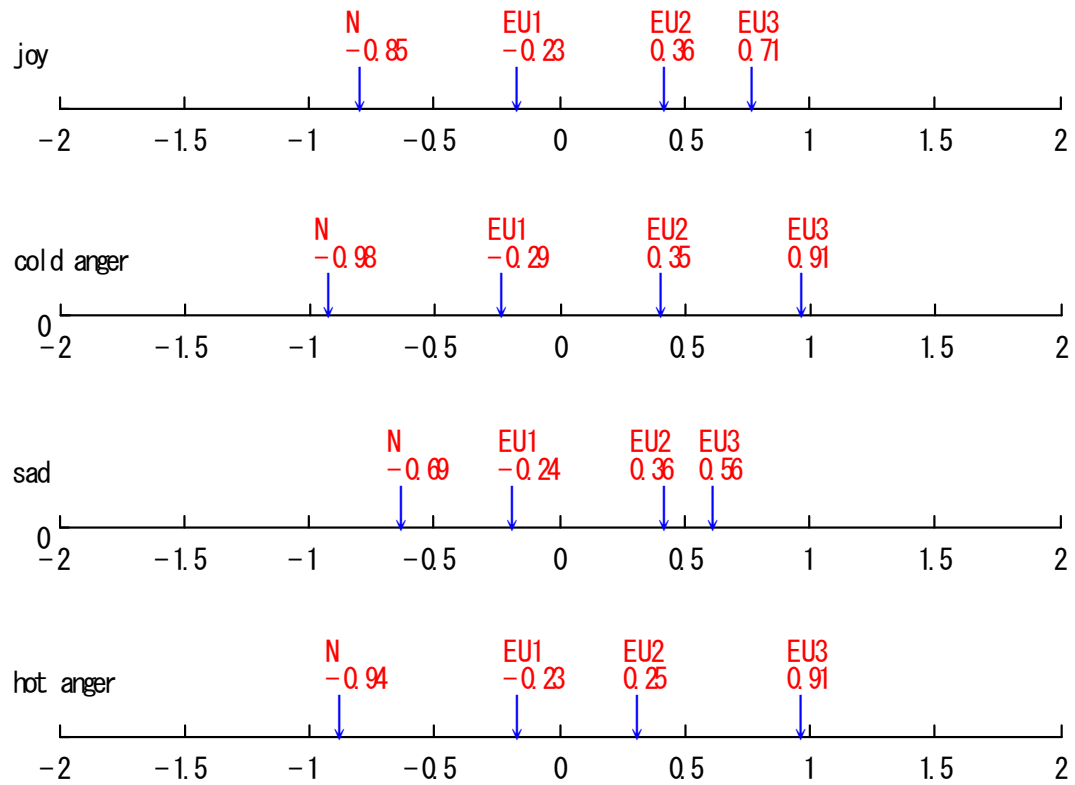 N EU1 EU2 EU3
-0.85 -0.23 0.36 0.71
joy
-2 -1.5 -1 -0.5 0 0.5 1 1.5 2
N EU1 EU2 EU3
-0.98 -0.29 0.35 0.91
cold anger
0
-2 -1.5 -1 -0.5 0 0.5 1 1.5 2
N EU1 EU2 EU3
-0.69 -0.24 0.36 0.56
sad
0
-2 -1.5 -1 -0.5 0 0.5 1 1.5 2
N EU1 EU2 EU3
-0.94 -0.23 0.25 0.91
hot anger
-2 -1.5 -1 -0.5 0 0.5 1 1.5 2